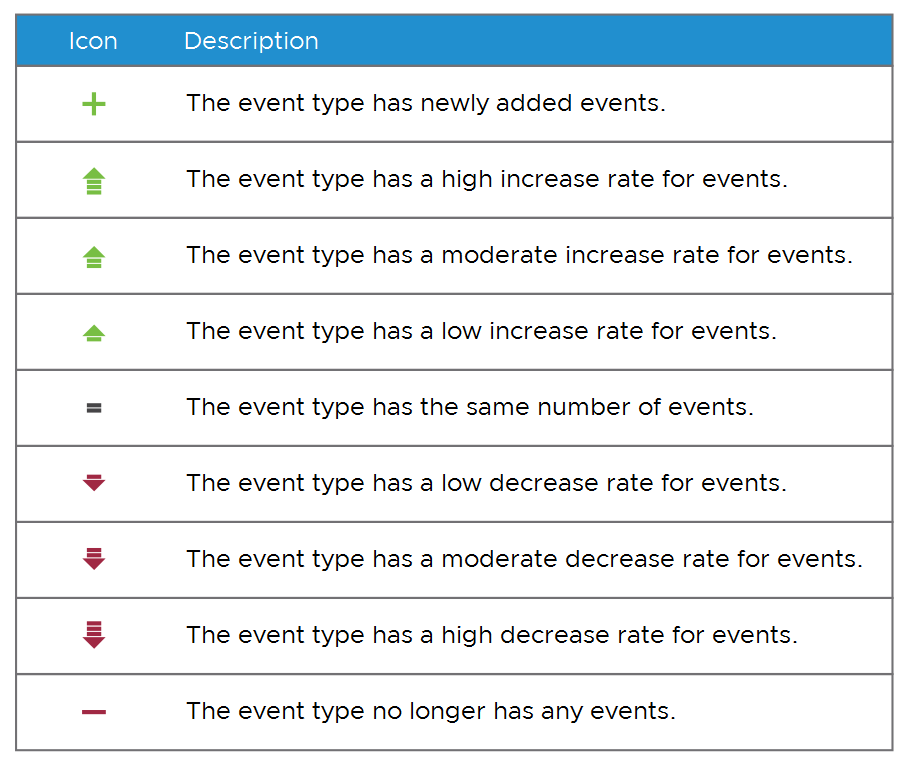 Icon Description
The event type has newly added events.
The event type has a high increase rate for events.
The event type has a moderate increase rate for events.
The event type has a low increase rate for events.
The event type has the same number of events.
The event type has a low decrease rate for events.
The event type has a moderate decrease rate for events.
The event type has a high decrease rate for events.
The event type no longer has any events.